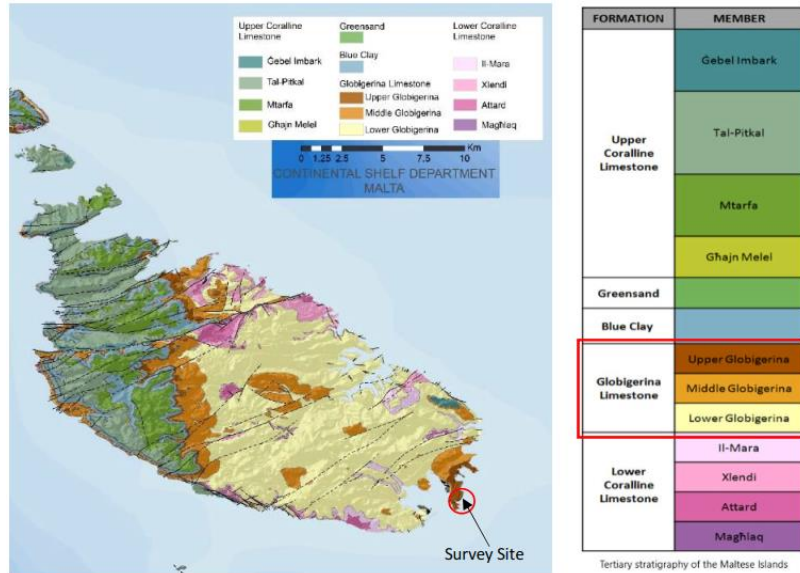 Upper Coralline
Limestone
Ġebel Imbark
Tal-Pitkal
Mtarfa
Għajn Melel
Greensand
Blue Clay
Globigerina Limestone
Upper Globigerina
Middle Globigerina
Lower Globigerina
Lower Coralline
Limestone
Il-Mara
Xlendi
Attard
Magħlaq
Km
0 1.25 2.5 5 7.5 10
CONTINENTAL SHELF DEPARTMENT
MALTA
Survey Site
FORMATION MEMBER
Upper
Coralline
Limestone
Ġebel Imbark
Tal-Pitkal
Mtarfa
Għajn Melel
Greensand
Blue Clay
Globigerina
Limestone
Upper Globigerina
Middle Globigerina
Lower Globigerina
Lower
Coralline
Limestone
Il-Mara
Xlendi
Attard
Magħlaq
Tertiary stratigraphy of the Maltese Islands